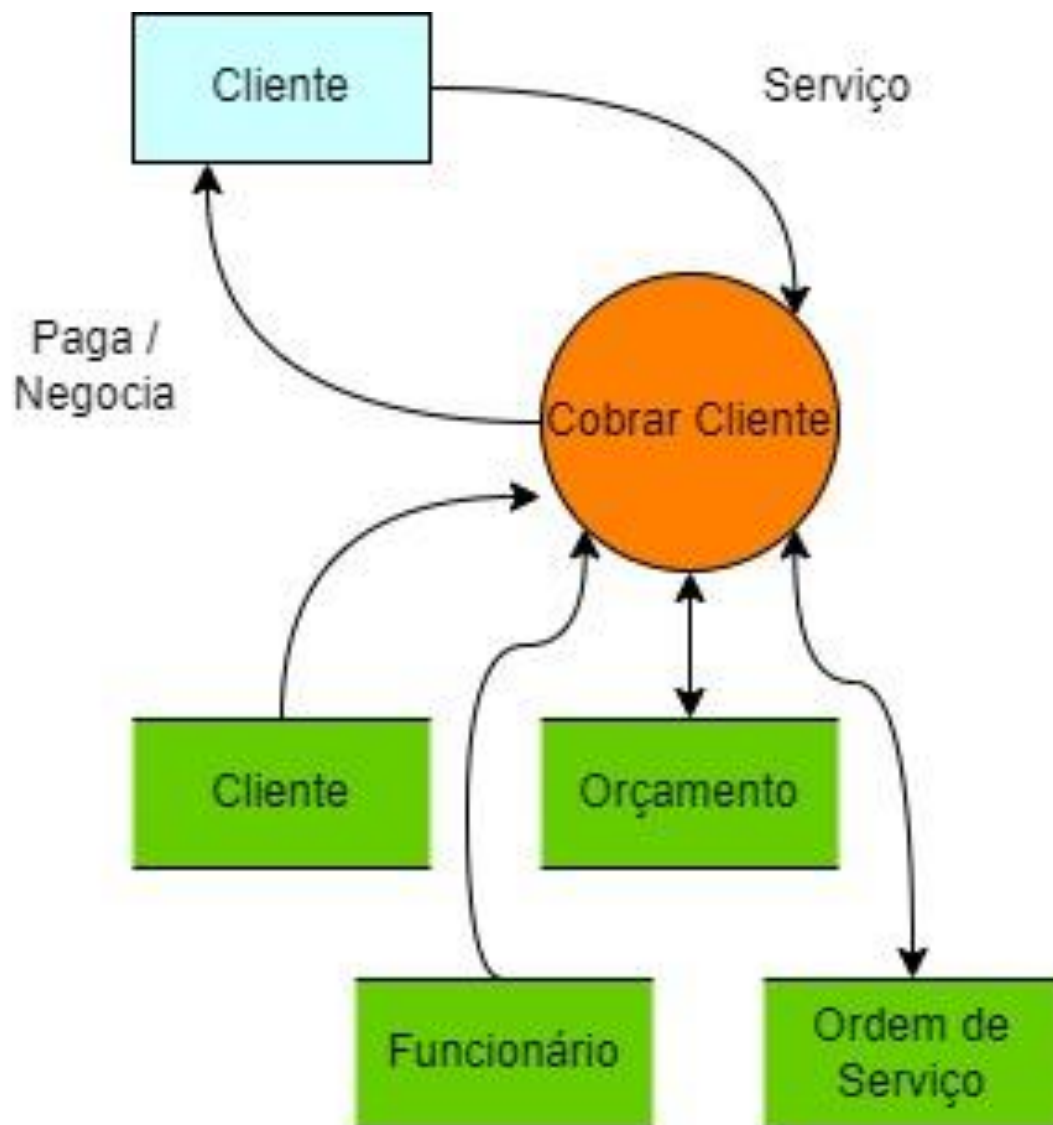 Cliente
Serviço
Paga /
Negocia
Cobrar Cliente
Cliente
Orçamento
Funcionário
Ordem de
Serviço